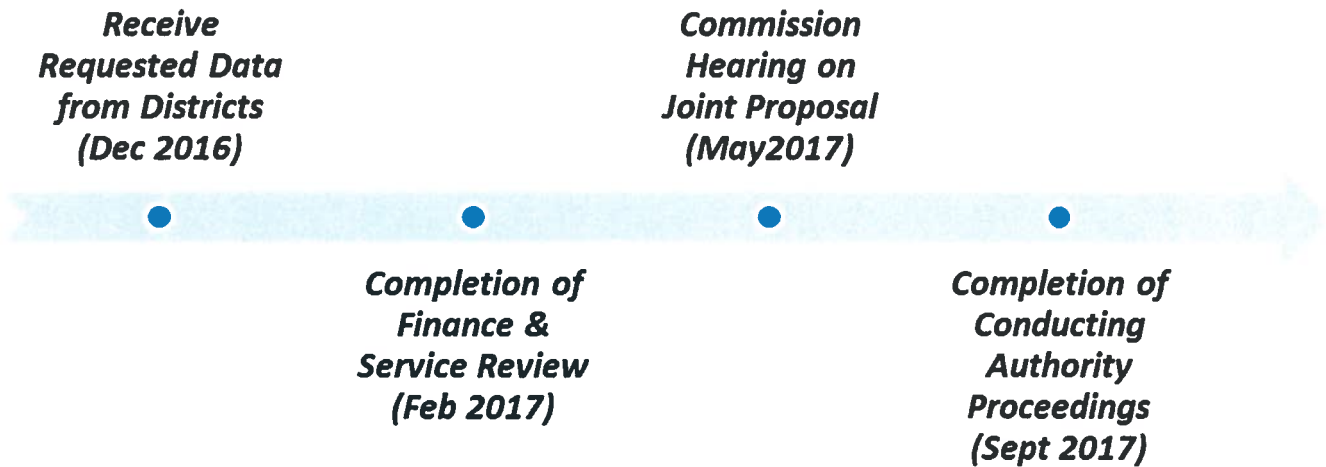 Receive
Requested Data
from Districts
(Dec 2016)
Completion of
Finance &
Service Review
(Feb 2017)
Commission
Hearing on
Joint Proposal
(May2017)
Completion of
Conducting
Authority
Proceedings
(Sept 2017)